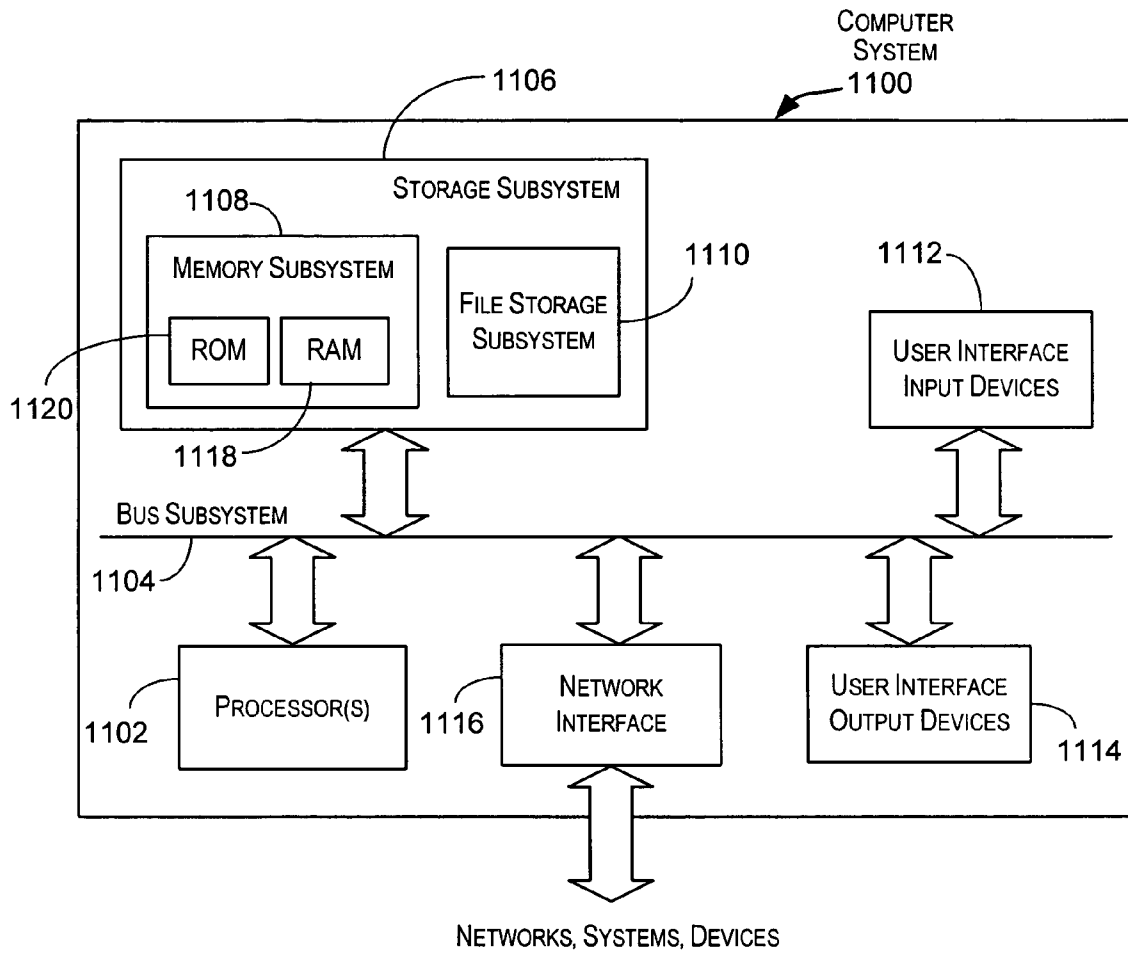 COMPUTER
SYSTEM
1100
1106
STORAGE SUBSYSTEM
1108
MEMORY SUBSYSTEM
ROM
RAM
1120
1118
FILE STORAGE
SUBSYSTEM
1110
1112
USER INTERFACE
INPUT DEVICES
BUS SUBSYSTEM
1104
PROCESSOR(S)
1102
NETWORK
INTERFACE
1116
USER INTERFACE
OUTPUT DEVICES
1114
NETWORKS, SYSTEMS, DEVICES